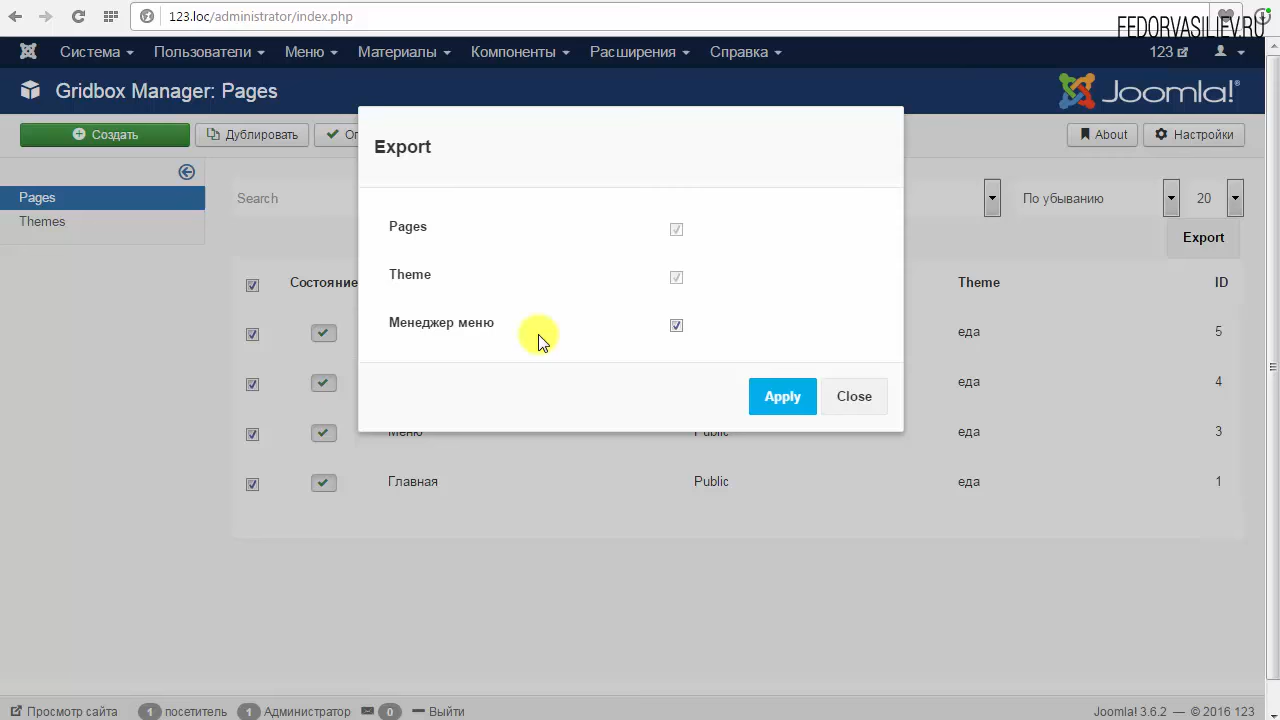 123.loc/administrator/index.php
FEDORVASILIEV.RU
Система Пользователи Меню Материалы Компоненты Расширения Справка 123
Gridbox Manager: Pages
Joomla!®
Создать Дублировать About Настройки
Export
Pages
Themes
Search
По убыванию 20
Export
Pages
Theme
Менеджер меню
Apply Close
Состояние Theme ID
еда 5
еда 4
Меню Public еда 3
Главная Public еда 1
Просмотр сайта 1 посетитель 1 Администратор 0 Выйти
Joomla! 3.6.2 — © 2016 123